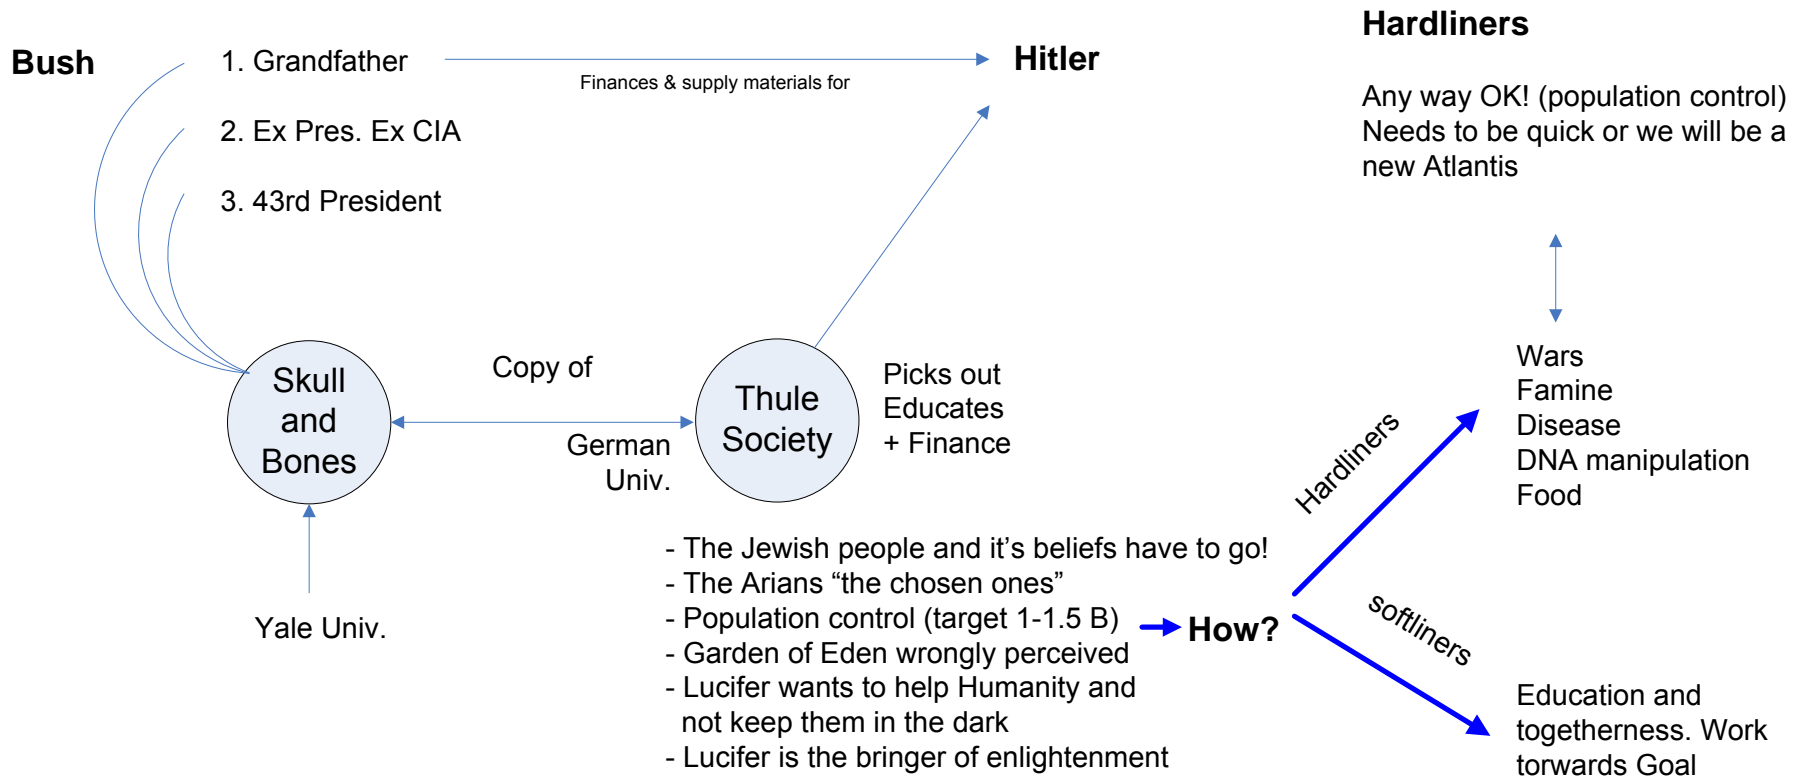 Bush
1. Grandfather
Finances & supply materials for
Hitler
2. Ex Pres. Ex CIA
3. 43rd President
Hardliners
Any way OK! (population control)
Needs to be quick or we will be a
new Atlantis
Skull
and
Bones
Copy of
German
Univ.
Thule
Society
Picks out
Educates
+ Finance
Yale Univ.
- The Jewish people and it’s beliefs have to go!
- The Arians “the chosen ones”
- Population control (target 1-1.5 B)
- Garden of Eden wrongly perceived
- Lucifer wants to help Humanity and
not keep them in the dark
- Lucifer is the bringer of enlightenment
How?
Hardliners
Wars
Famine
Disease
DNA manipulation
Food
softliners
Education and
togetherness. Work
torwards Goal